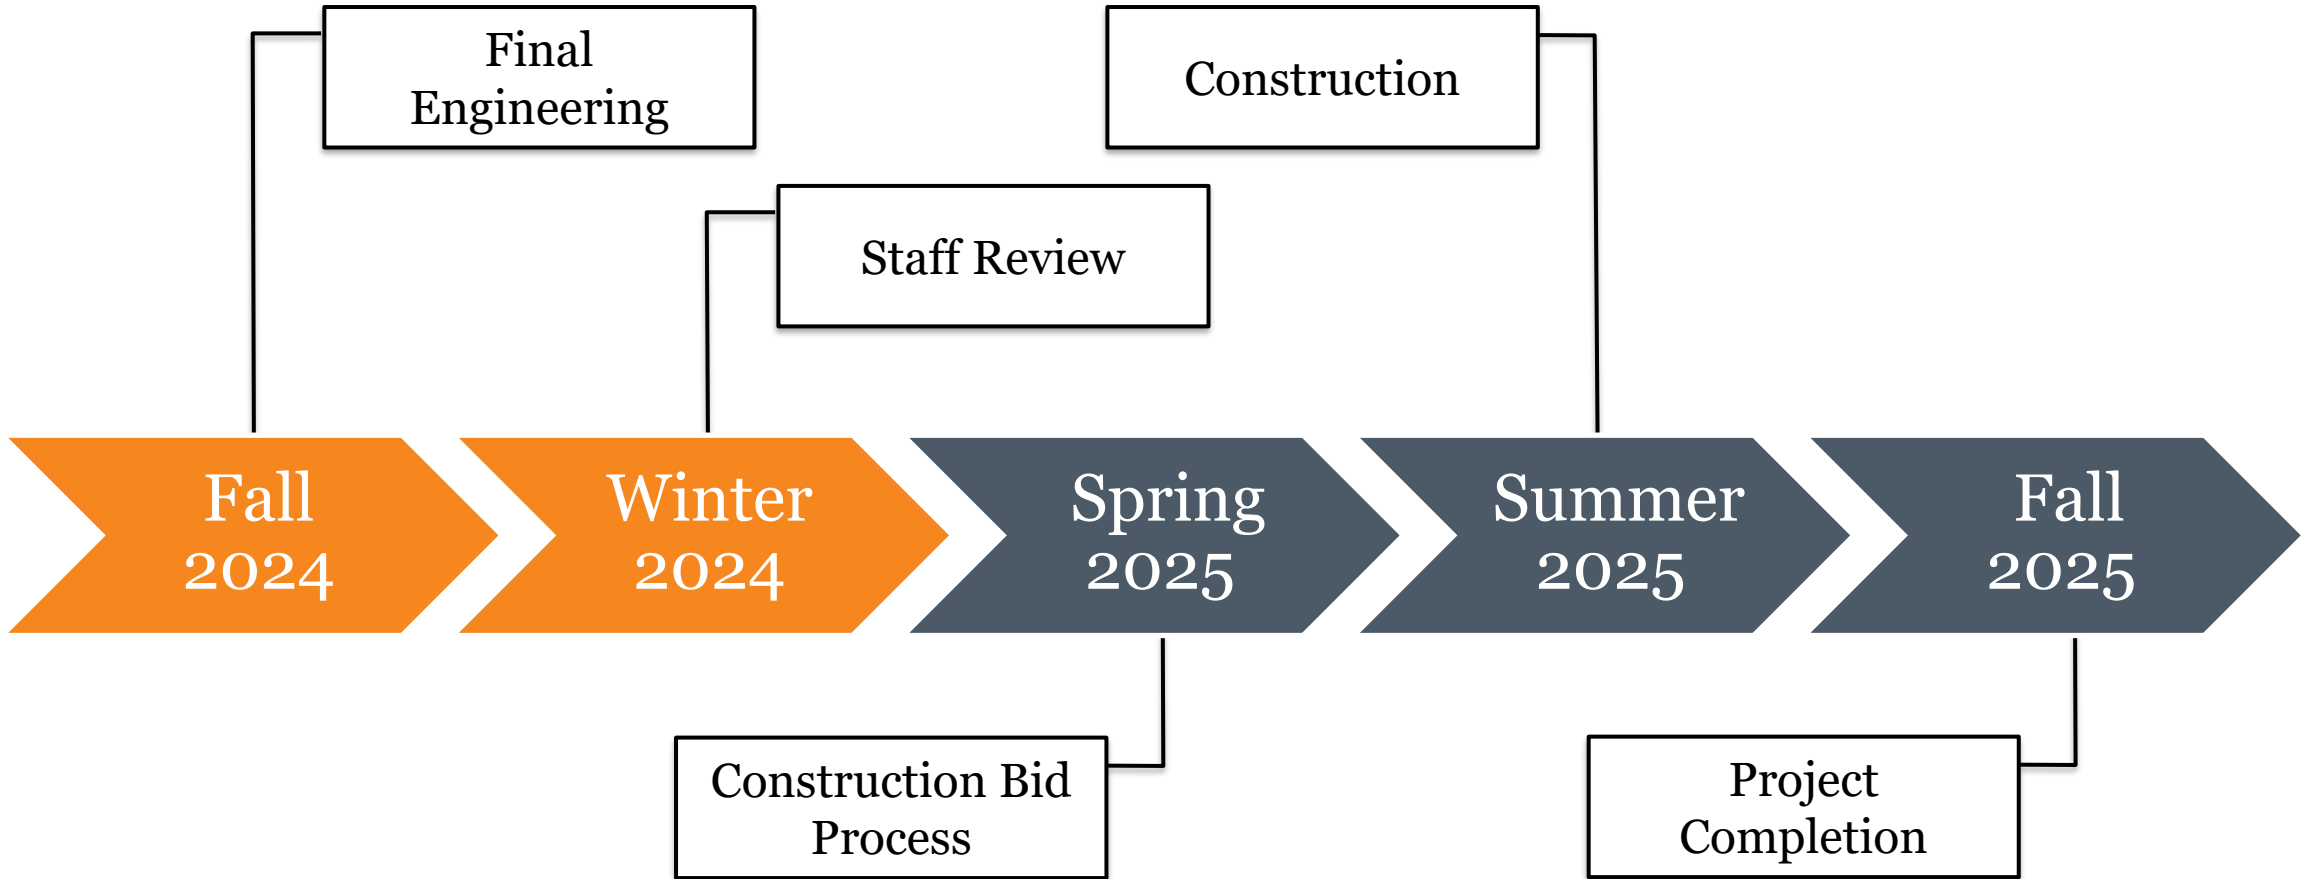 Final
Engineering
Construction
Staff Review
Fall
2024
Winter
2024
Spring
2025
Summer
2025
Fall
2025
Construction Bid
Process
Project
Completion